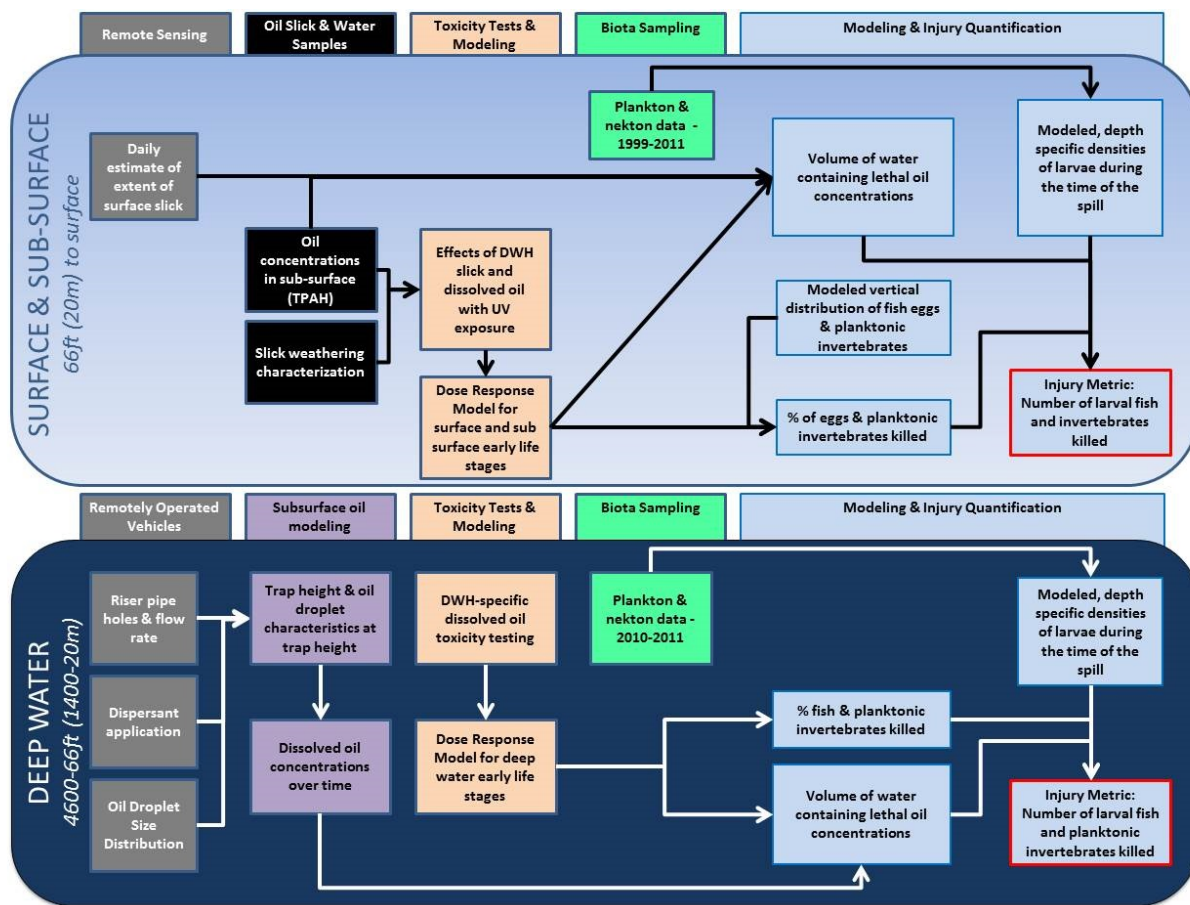 Remote Sensing
Oil Slick & Water
Samples
Toxicity Tests &
Modeling
Biota Sampling
Modeling & Injury Quantification
SURFACE & SUB-SURFACE
66ft (20m) to surface
Daily
estimate of
extent of
surface slick
Oil
concentrations
in sub-surface
(TPAH)
Slick weathering
characterization
Effects of DWH
slick and
dissolved oil
with UV
exposure
Dose Response
Model for
surface and sub
surface early life
stages
Plankton &
nekton data -
1999-2011
Volume of water
containing lethal oil
concentrations
Modeled vertical
distribution of fish eggs
& planktonic
invertebrates
% of eggs & planktonic
invertebrates killed
Modeled, depth
specific densities
of larvae during
the time of the
spill
Injury Metric:
Number of larval fish
and invertebrates
killed
Remotely Operated
Vehicles
Subsurface oil
modeling
Toxicity Tests &
Modeling
Biota Sampling
Modeling & Injury Quantification
DEEP WATER
4600-66ft (1400-20m)
Riser pipe
holes & flow
rate
Dispersant
application
Oil Droplet
Size
Distribution
Trap height & oil
droplet
characteristics at
trap height
Dissolved oil
concentrations
over time
DWH-specific
dissolved oil
toxicity testing
Dose Response
Model for deep
water early life
stages
Plankton &
nekton data -
2010-2011
% fish & planktonic
invertebrates killed
Volume of water
containing lethal oil
concentrations
Modeled, depth
specific densities
of larvae during
the time of the
spill
Injury Metric:
Number of larval fish
and planktonic
invertebrates killed